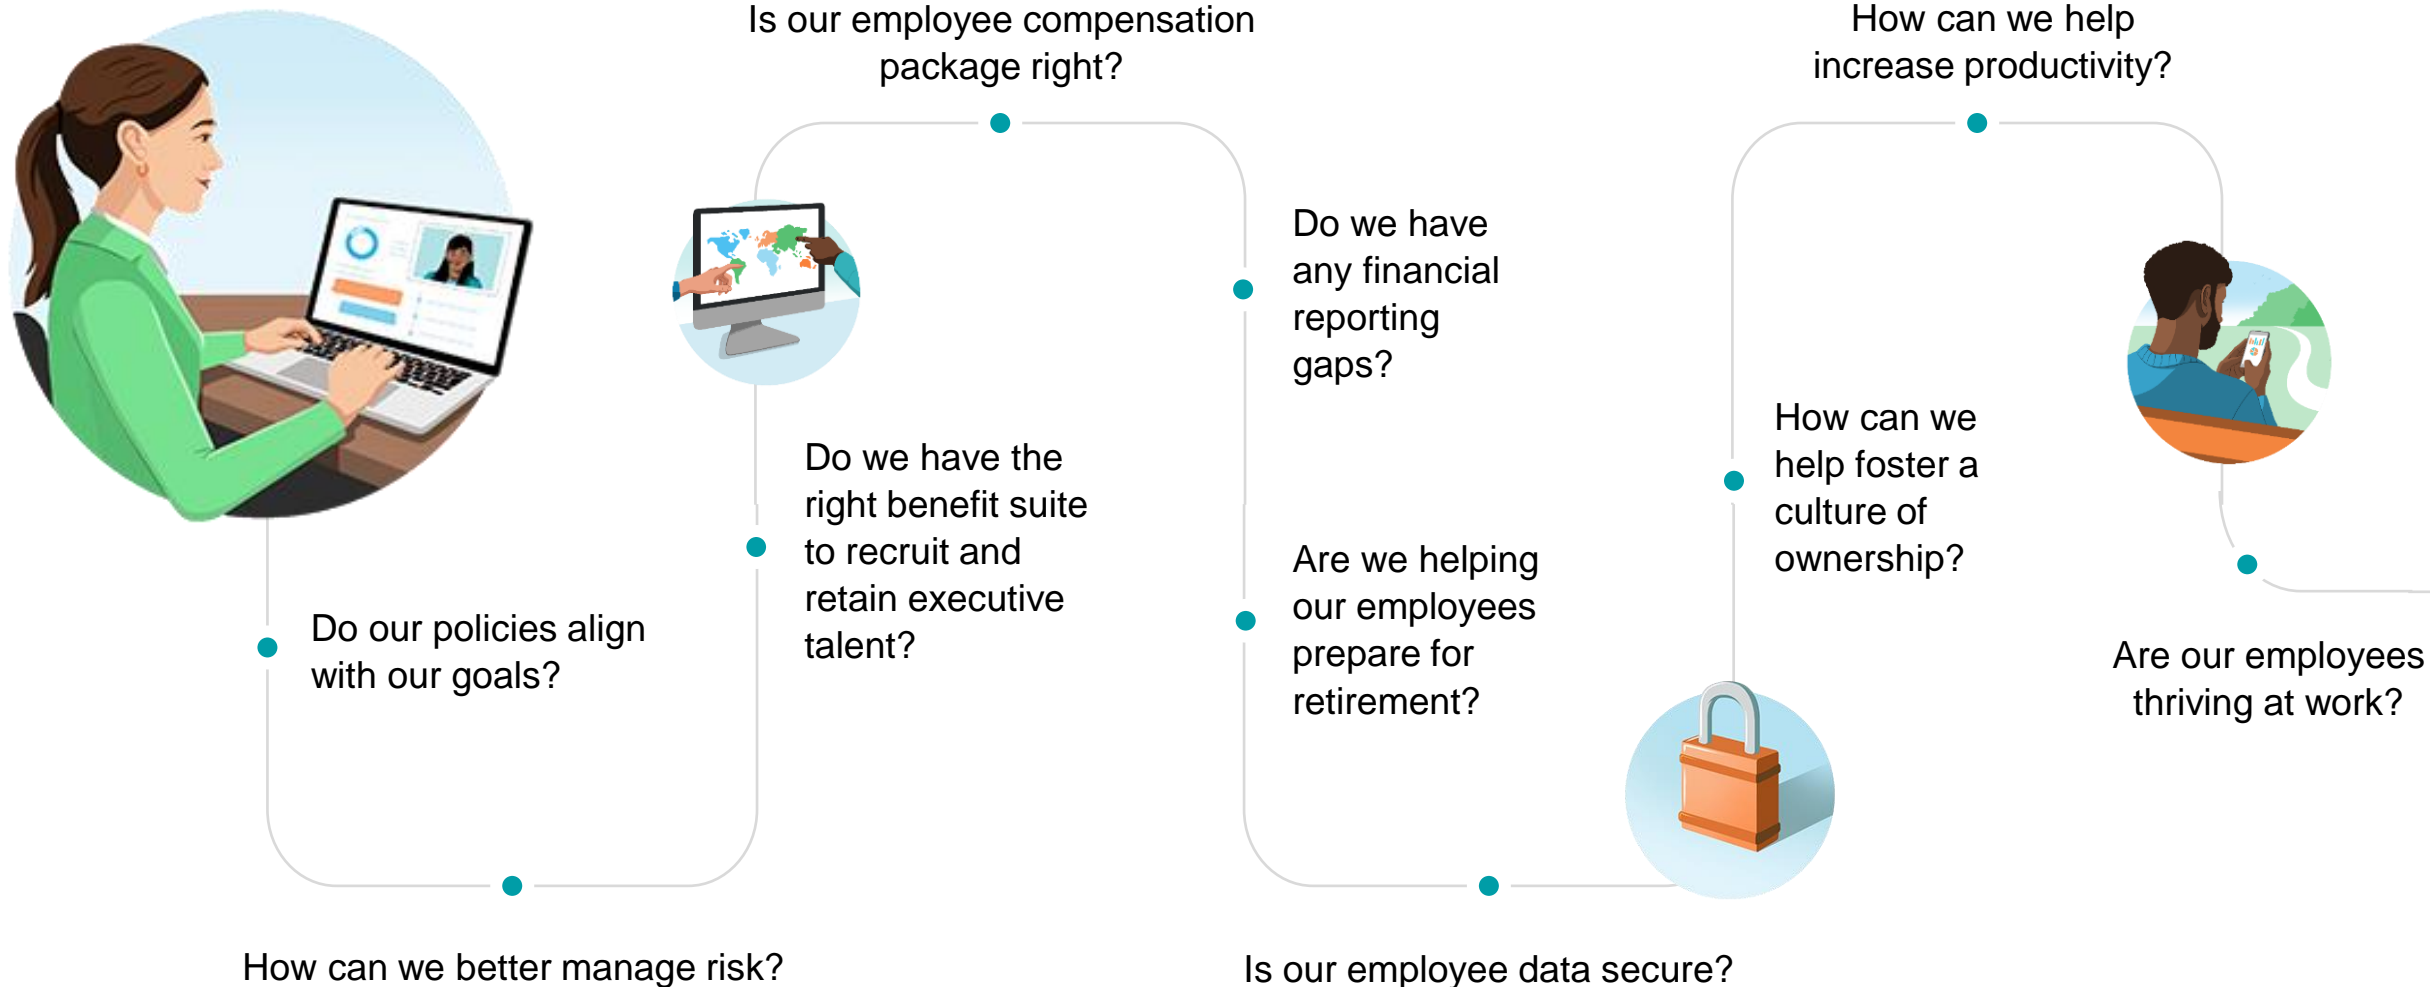 Do our policies align
with our goals?
How can we better manage risk?
Do we have the
right benefit suite
to recruit and
retain executive
talent?
Is our employee compensation
package right?
Do we have
any financial
reporting
gaps?
Are we helping
our employees
prepare for
retirement?
Is our employee data secure?
How can we
help foster a
culture of
ownership?
How can we help
increase productivity?
Are our employees
thriving at work?